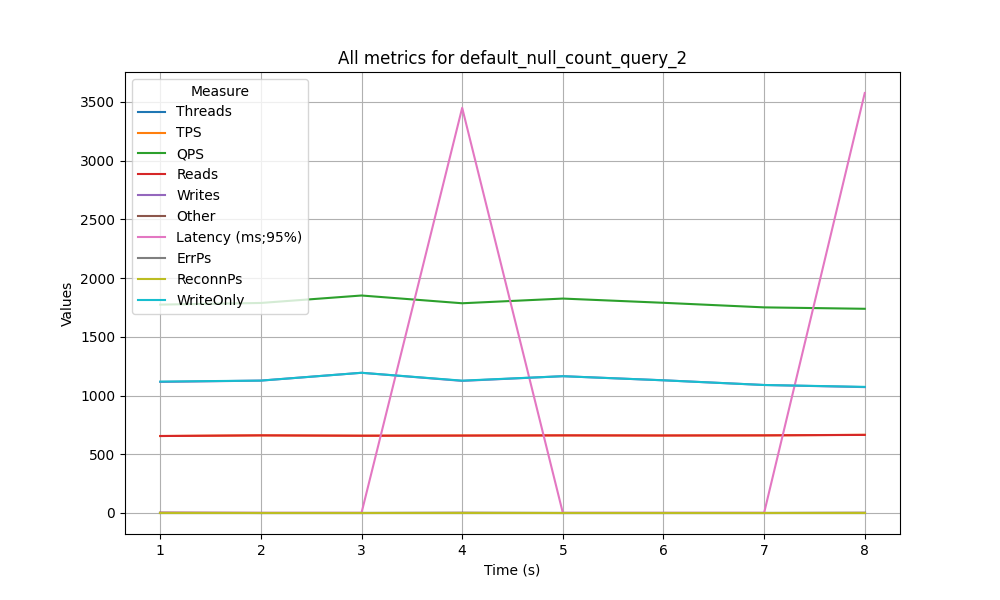 All metrics for default_null_count_query_2
Measure
Threads
TPS
QPS
Reads
Writes
Other
Latency (ms;95%)
ErrPs
ReconnPs
WriteOnly
3500
3000
2500
2000
1500
1000
500
0
Values
1 2 3 4 5 6 7 8
Time (s)